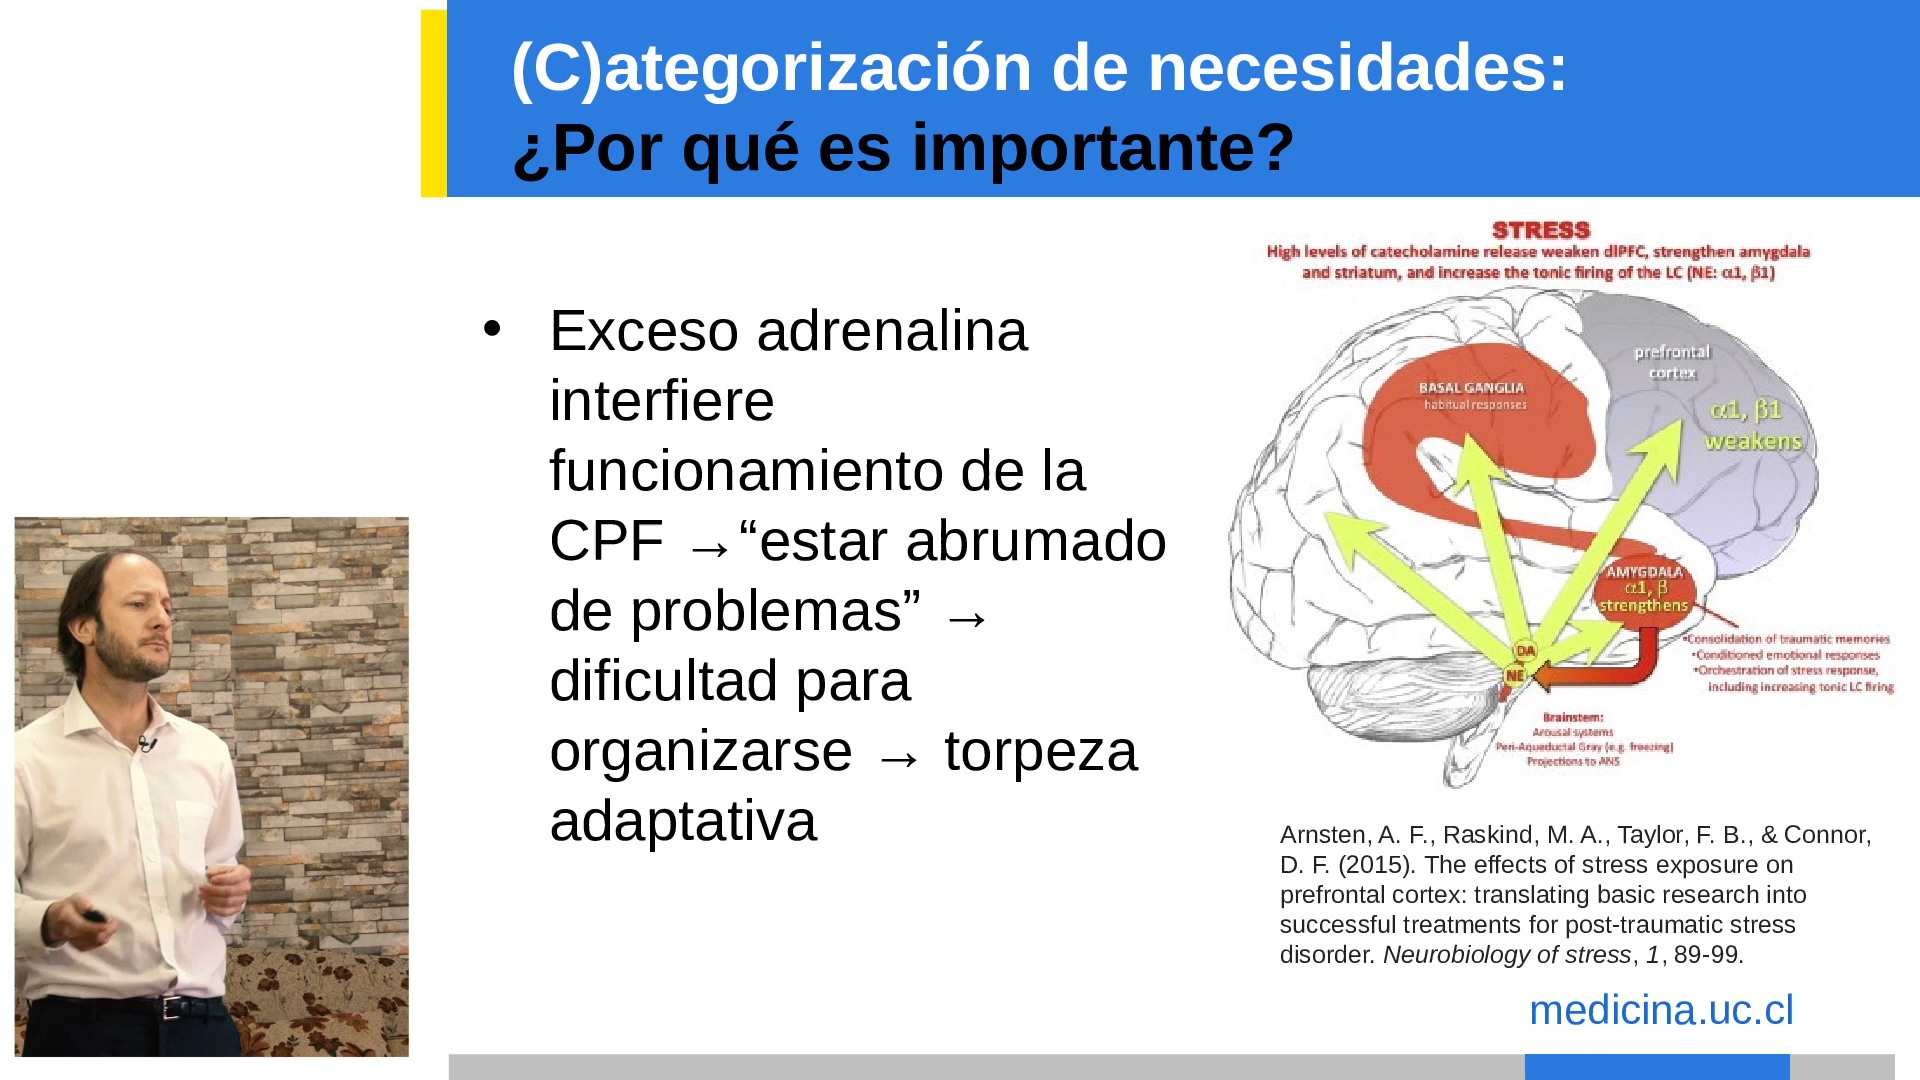 (C)ategorización de necesidades:
¿Por qué es importante?
• Exceso adrenalina
interfiere
funcionamiento de la
CPF →“estar abrumado
de problemas” →
dificultad para
organizarse → torpeza
adaptativa
STRESS
High levels of catecholamine release weaken dlPFC, strengthen amygdala
and striatum, and increase the tonic firing of the LC (NE: α1, β1)
prefrontal
cortex
α1, β1
weakens
BASAL GANGLIA
habitual responses
AMYGDALA
α1, β
strengthens
•Consolidation of traumatic memories
•Conditioned emotional responses
•Orchestration of stress response,
including increasing tonic LC firing
DA
NE
Brainstem:
Arousal systems
Peri-Aqueductal Gray (e.g. freezing)
Projections to ANS
Arnsten, A. F., Raskind, M. A., Taylor, F. B., & Connor,
D. F. (2015). The effects of stress exposure on
prefrontal cortex: translating basic research into
successful treatments for post-traumatic stress
disorder. Neurobiology of stress, 1, 89-99.
medicina.uc.cl